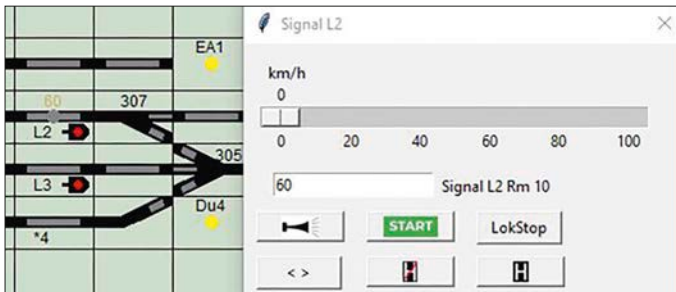 EA1
60
307
L2
305
L3
Du4
*4
Signal L2
km/h
0
0 20 40 60 80 100
60 Signal L2 Rm 10
START LokStop
< >